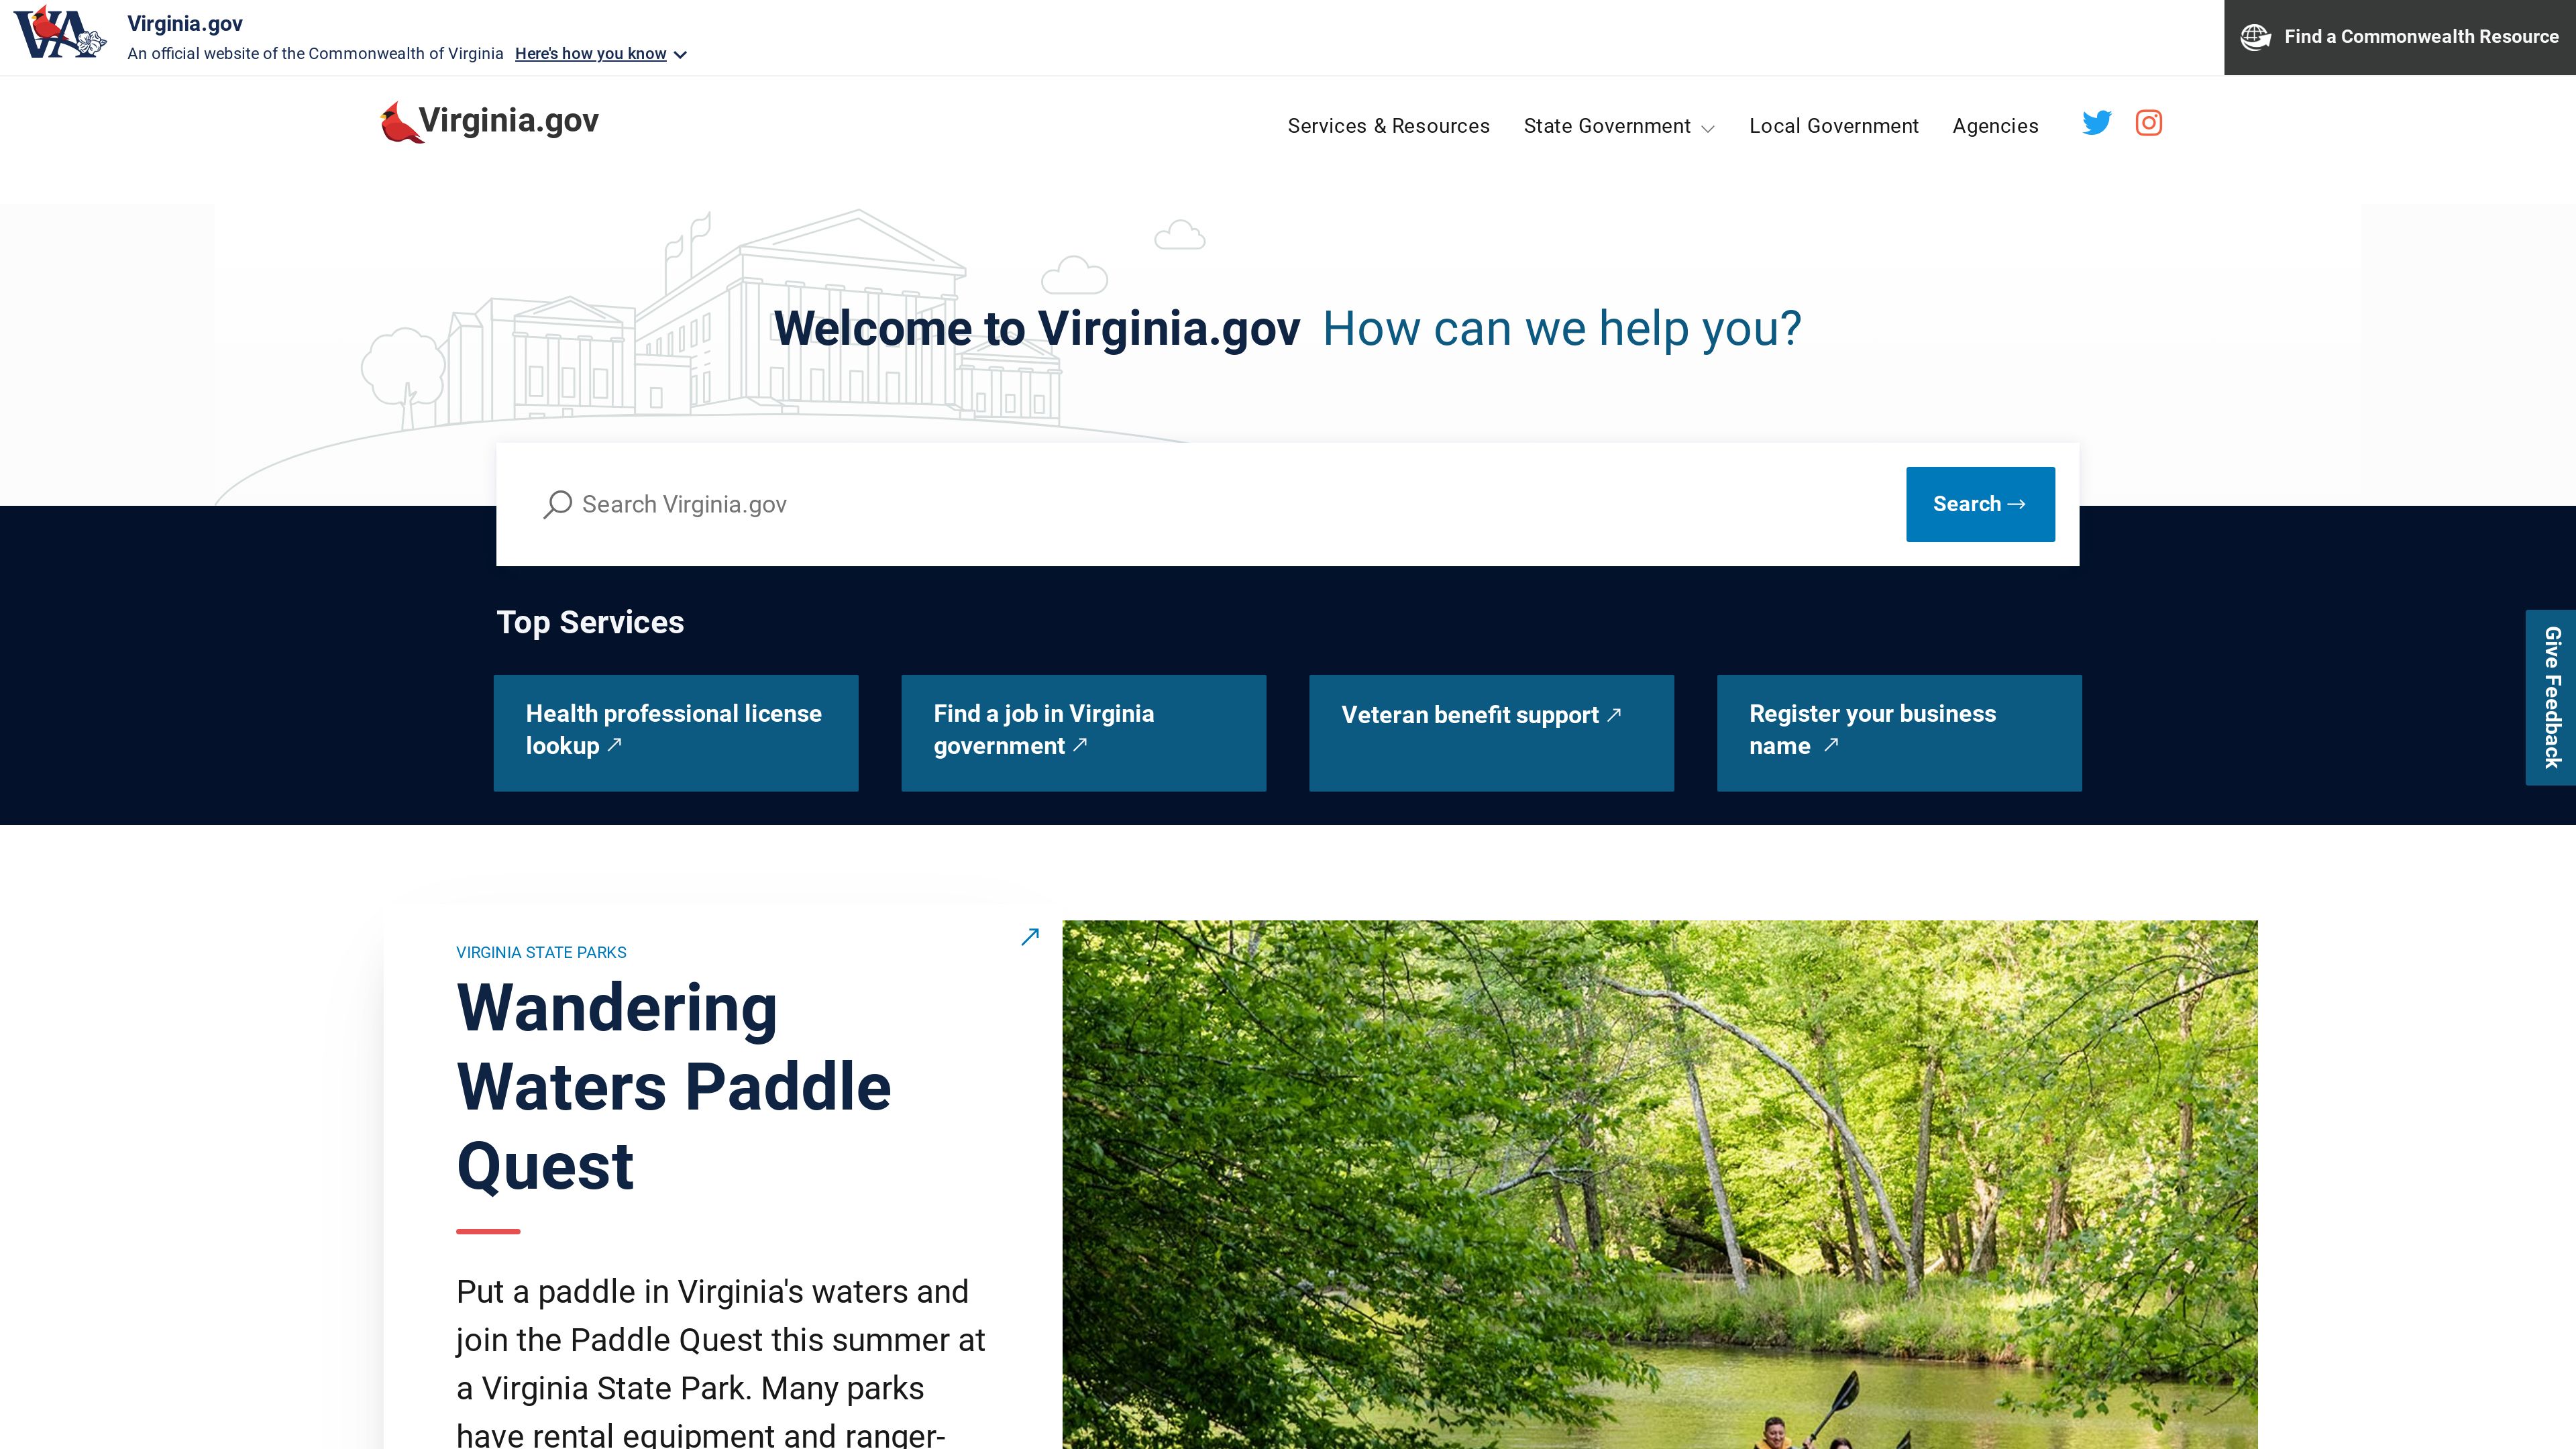 VA
Virginia.gov
An official website of the Commonwealth of Virginia Here's how you know
Find a Commonwealth Resource
Virginia.gov
Services & Resources State Government Local Government Agencies
Welcome to Virginia.gov How can we help you?
Search Virginia.gov
Search
Top Services
Health professional license
lookup
Find a job in Virginia
government
Veteran benefit support
Register your business
name
Give Feedback
VIRGINIA STATE PARKS
Wandering
Waters Paddle
Quest
Put a paddle in Virginia's waters and
join the Paddle Quest this summer at
a Virginia State Park. Many parks
have rental equipment and ranger-